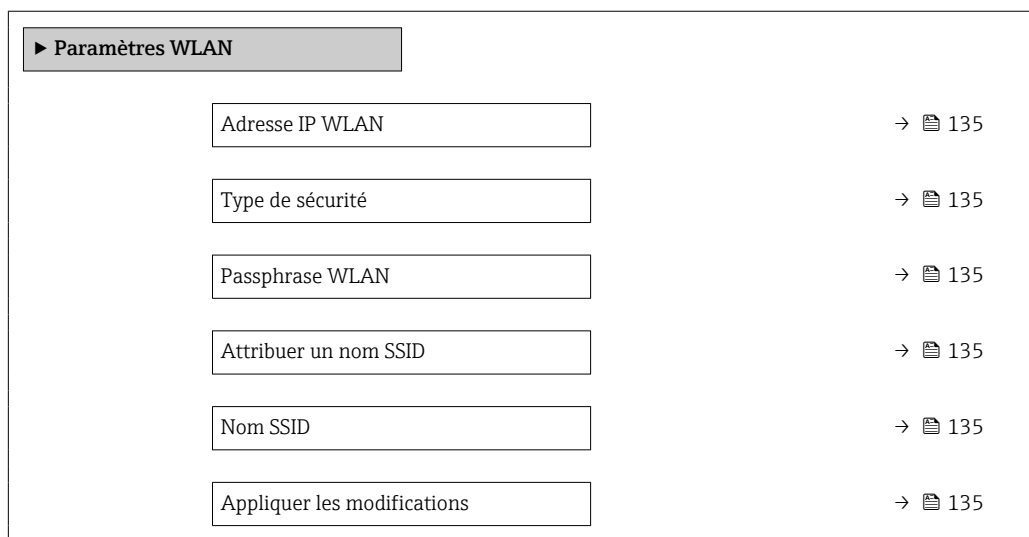 ▶ Paramètres WLAN
Adresse IP WLAN → 135
Type de sécurité → 135
Passphrase WLAN → 135
Attribuer un nom SSID → 135
Nom SSID → 135
Appliquer les modifications → 135